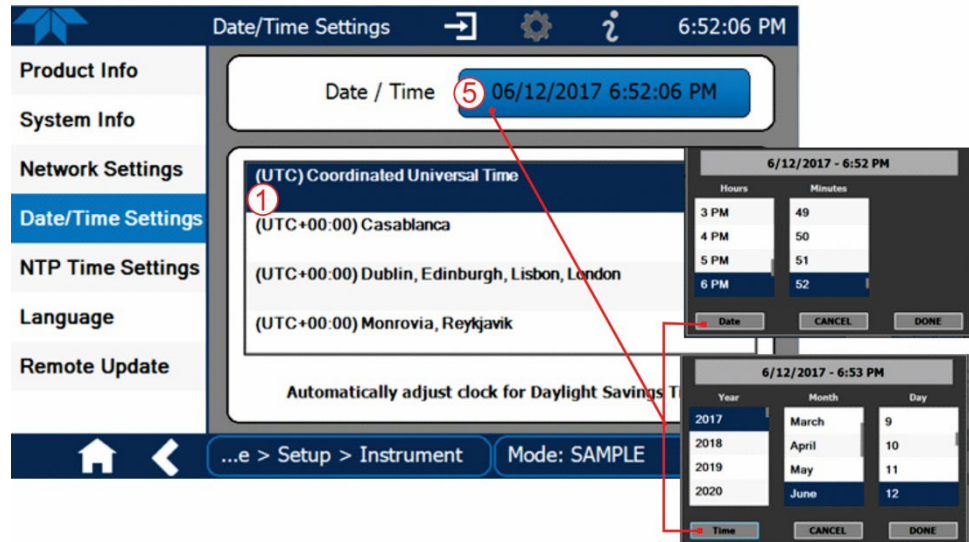 Date/Time Settings 6:52:06 PM
Product Info
System Info
Network Settings
Date/Time Settings
NTP Time Settings
Language
Remote Update
Date / Time 5 06/12/2017 6:52:06 PM
(UTC) Coordinated Universal Time
1
(UTC+00:00) Casablanca
(UTC+00:00) Dublin, Edinburgh, Lisbon, London
(UTC+00:00) Monrovia, Reykjavik
Automatically adjust clock for Daylight Savings
...e > Setup > Instrument Mode: SAMPLE
6/12/2017 - 6:52 PM
Hours Minutes
3 PM 49
4 PM 50
5 PM 51
6 PM 52
Date CANCEL DONE
6/12/2017 - 6:53 PM
Year Month Day
2017 March 9
2018 April 10
2019 May 11
2020 June 12
Time CANCEL DONE